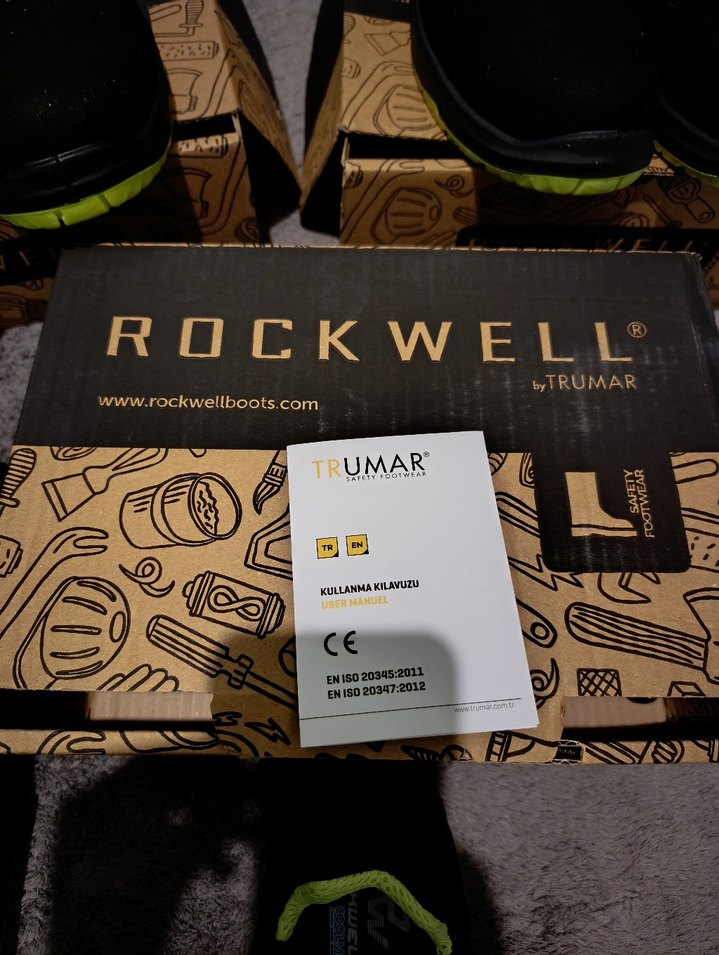 ROCKWELL®
by TRUMAR
www.rockwellboots.com
SAFETY
FOOTWEAR
TRUMAR®
SAFETY FOOTWEAR
TR EN
KULLANMA KILAVUZU
USER MANUEL
CE
EN ISO 20345:2011
EN ISO 20347:2012
www.trumar.com.tr